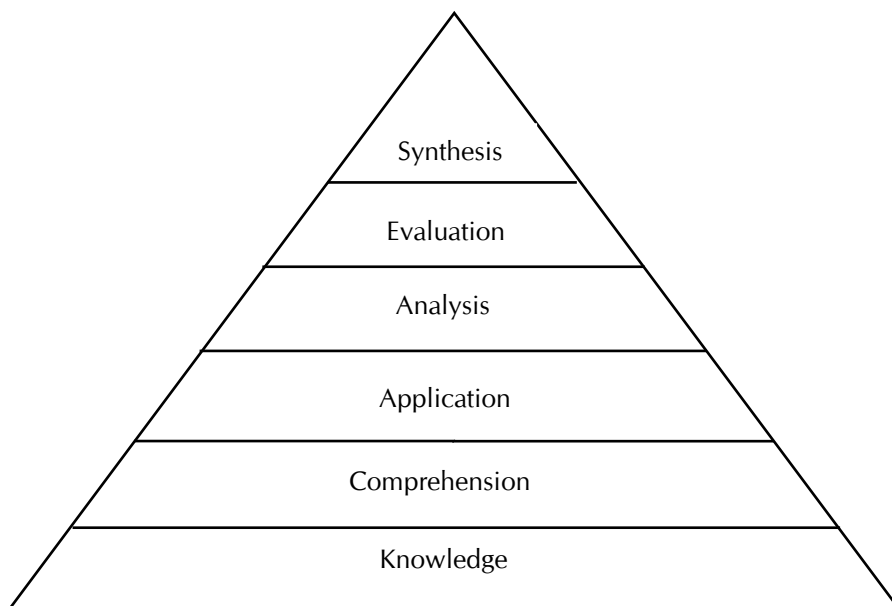 Synthesis
Evaluation
Analysis
Application
Comprehension
Knowledge